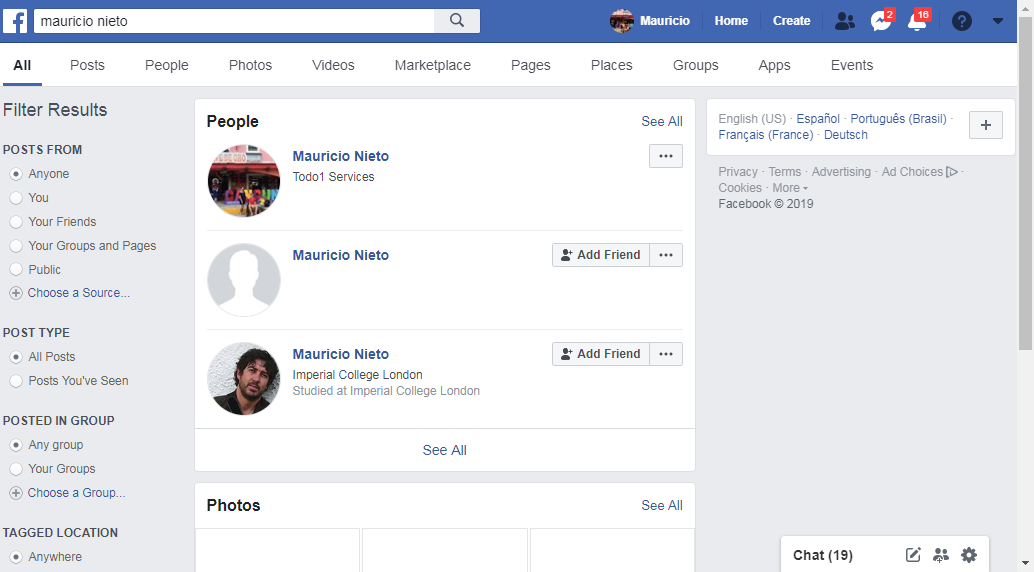 f
mauricio nieto
Mauricio
Home
Create
2
16
?
All
Posts
People
Photos
Videos
Marketplace
Pages
Places
Groups
Apps
Events
Filter Results
POSTS FROM
Anyone
You
Your Friends
Your Groups and Pages
Public
Choose a Source...
POST TYPE
All Posts
Posts You've Seen
POSTED IN GROUP
Any group
Your Groups
Choose a Group...
TAGGED LOCATION
Anywhere
People
See All
Mauricio Nieto
Todo1 Services
Mauricio Nieto
Add Friend
Mauricio Nieto
Add Friend
Imperial College London
Studied at Imperial College London
See All
Photos
See All
English (US) · Español · Português (Brasil) ·
Français (France) · Deutsch
Privacy · Terms · Advertising · Ad Choices ·
Cookies · More
Facebook © 2019
Chat (19)